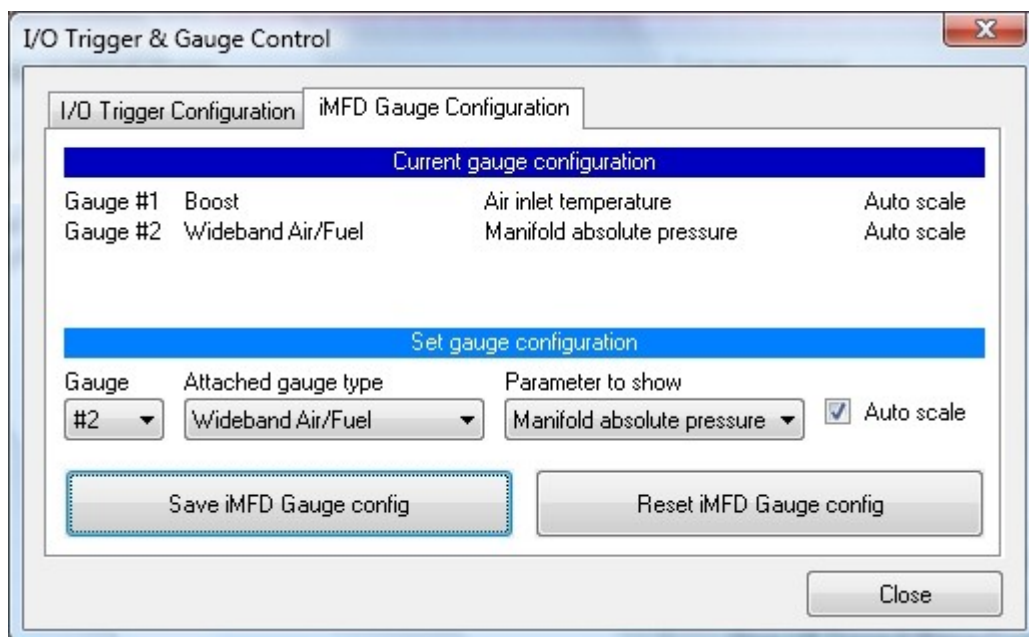 I/O Trigger & Gauge Control
I/O Trigger Configuration iMFD Gauge Configuration
Current gauge configuration
Gauge #1 Boost Air inlet temperature Auto scale
Gauge #2 Wideband Air/Fuel Manifold absolute pressure Auto scale
Set gauge configuration
Gauge Attached gauge type Parameter to show
#2 Wideband Air/Fuel Manifold absolute pressure Auto scale
Save iMFD Gauge config Reset iMFD Gauge config
Close